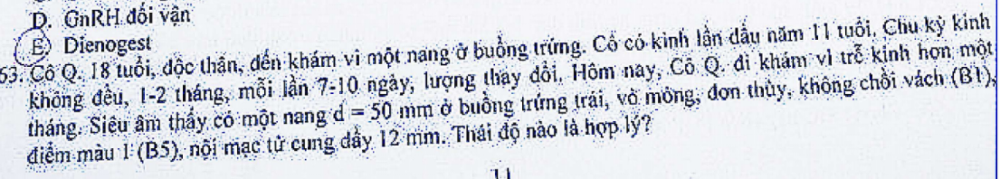 D. GnRH đối vận
E) Dienogest
53. Cô Q. 18 tuổi, độc thân, đến khám vì một nang ở buồng trứng. Cô có kinh lần đầu năm 11 tuổi. Chu kỳ kinh
không đều, 1-2 tháng, mỗi lần 7-10 ngày, lượng thay đổi. Hôm nay, Cô Q. đi khám vì trễ kinh hơn một
tháng. Siêu âm thấy có một nang d = 50 mm ở buồng trứng trái, vỏ mỏng, đơn thùy, không chồi vách (B1),
điểm màu 1 (B5), nội mạc tử cung dầy 12 mm. Thái độ nào là hợp lý?
11